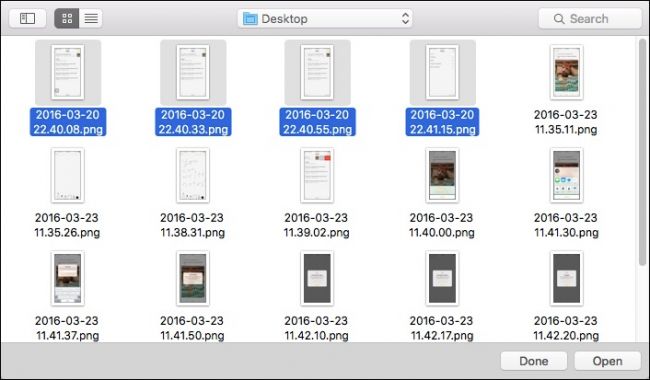 Desktop
Search
2016-03-20 2016-03-20 2016-03-20 2016-03-20 2016-03-23
22.40.08.png 22.40.33.png 22.40.55.png 22.41.15.png 11.35.11.png
2016-03-23 2016-03-23 2016-03-23 2016-03-23 2016-03-23
11.35.26.png 11.38.31.png 11.39.02.png 11.40.00.png 11.41.30.png
2016-03-23 2016-03-23 2016-03-23 2016-03-23 2016-03-23
11.41.37.png 11.41.50.png 11.42.10.png 11.42.17.png 11.42.20.png
Done
Open